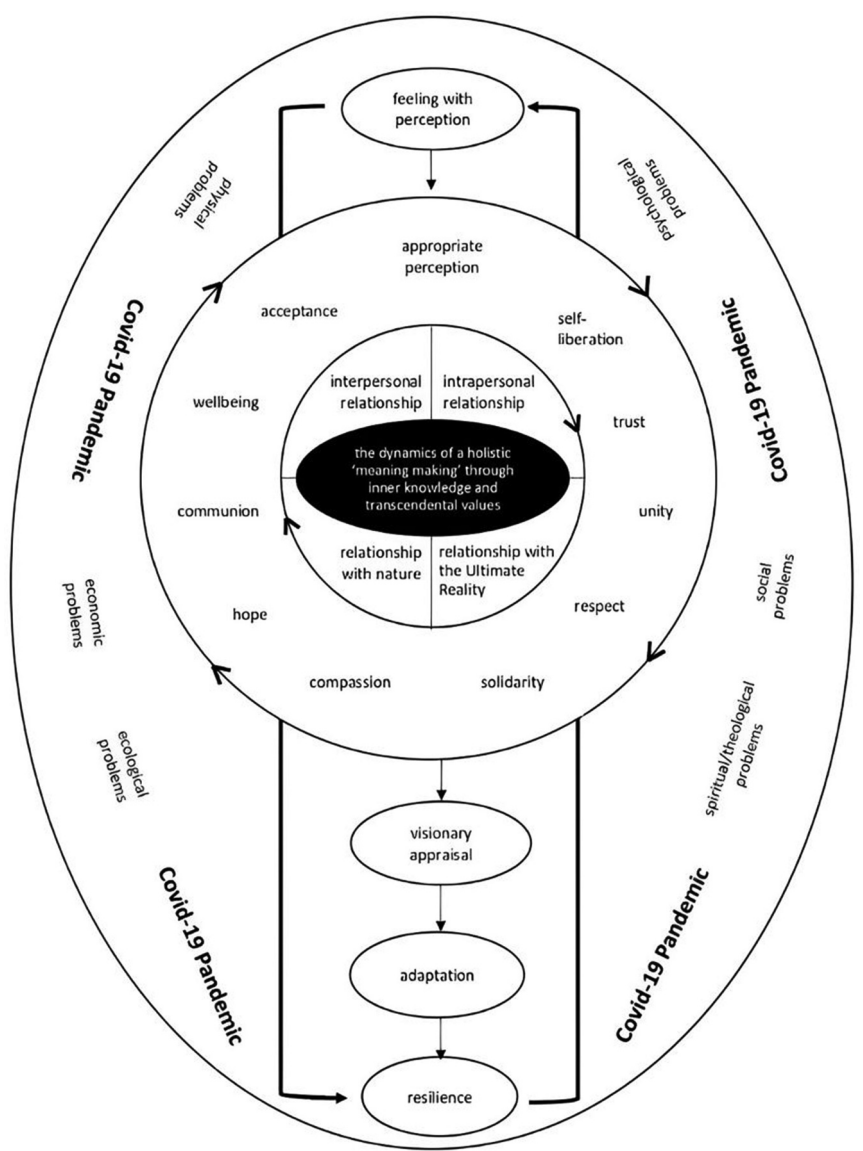 feeling with
perception
physical
problems
psychological
problems
appropriate
perception
acceptance
self-
liberation
Covid-19 Pandemic
Covid-19 Pandemic
interpersonal
relationship
intrapersonal
relationship
wellbeing
trust
the dynamics of a holistic
‘meaning making’ through
inner knowledge and
transcendental values
communion
unity
relationship
with nature
relationship with
the Ultimate
Reality
economic
problems
social
problems
hope
respect
compassion
solidarity
ecological
problems
spiritual/theological
problems
visionary
appraisal
Covid-19 Pandemic
Covid-19 Pandemic
adaptation
resilience